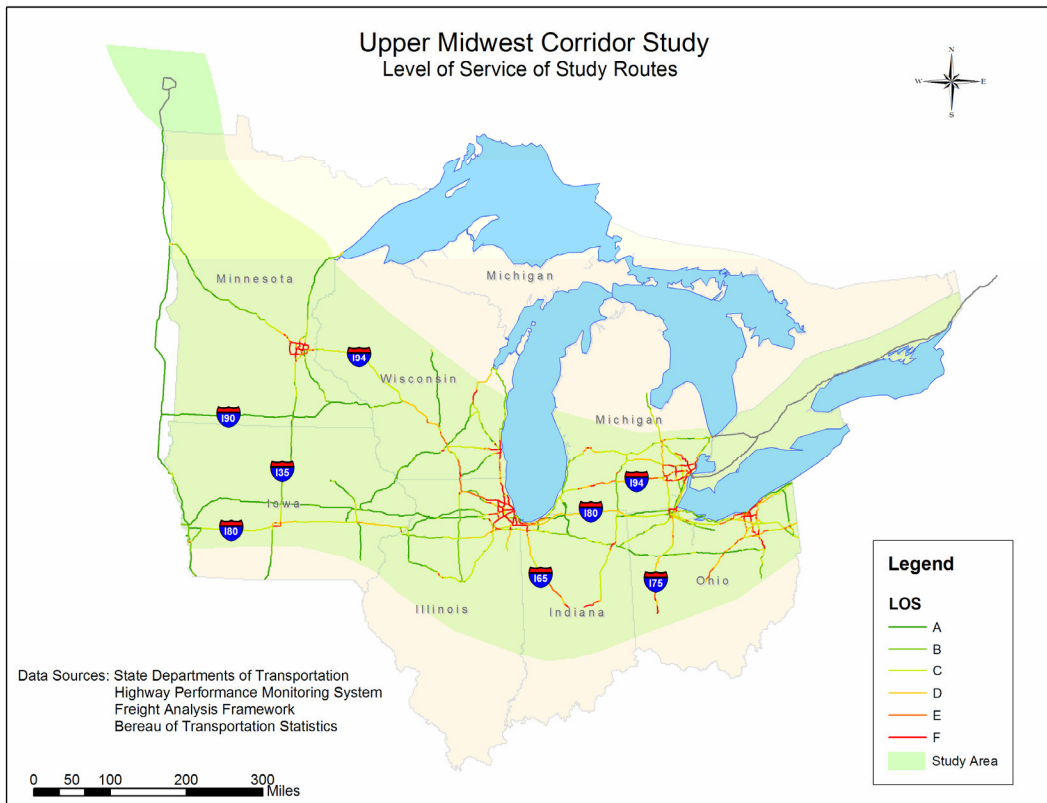 Upper Midwest Corridor Study
Level of Service of Study Routes
N
W E
S
Minnesota
Michigan
I94
Wisconsin
I90
Michigan
I35
I94
Iowa
I80
I80
I65
I75
Ohio
Illinois
Indiana
Legend
LOS
A
B
C
D
E
F
Study Area
Data Sources: State Departments of Transportation
Highway Performance Monitoring System
Freight Analysis Framework
Bereau of Transportation Statistics
0 50 100 200 300
Miles